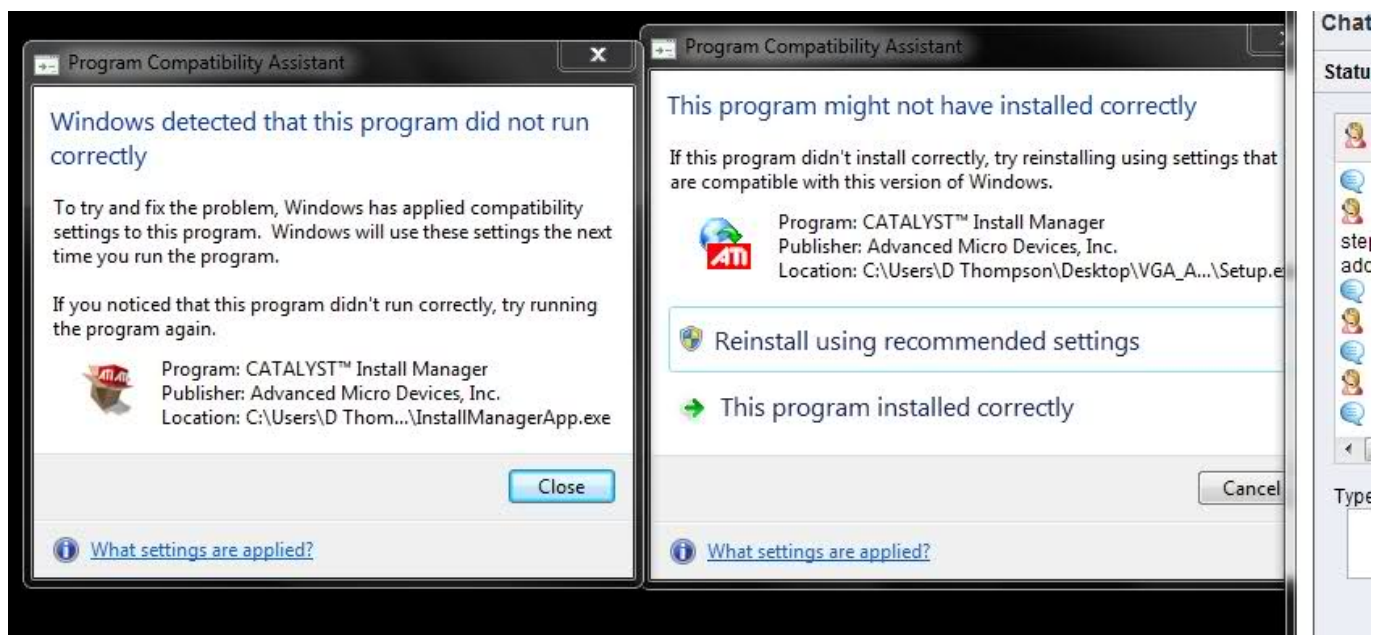 Program Compatibility Assistant
Windows detected that this program did not run
correctly
To try and fix the problem, Windows has applied compatibility
settings to this program. Windows will use these settings the next
time you run the program.
If you noticed that this program didn't run correctly, try running
the program again.
ATI ATI
Program: CATALYST™ Install Manager
Publisher: Advanced Micro Devices, Inc.
Location: C:\Users\D Thom...\InstallManagerApp.exe
Close
What settings are applied?
Program Compatibility Assistant
This program might not have installed correctly
If this program didn't install correctly, try reinstalling using settings that
are compatible with this version of Windows.
ATI
Program: CATALYST™ Install Manager
Publisher: Advanced Micro Devices, Inc.
Location: C:\Users\D Thompson\Desktop\VGA_A...\Setup.e
Reinstall using recommended settings
This program installed correctly
Cancel
What settings are applied?
Chat
Statu
ste
add
Type